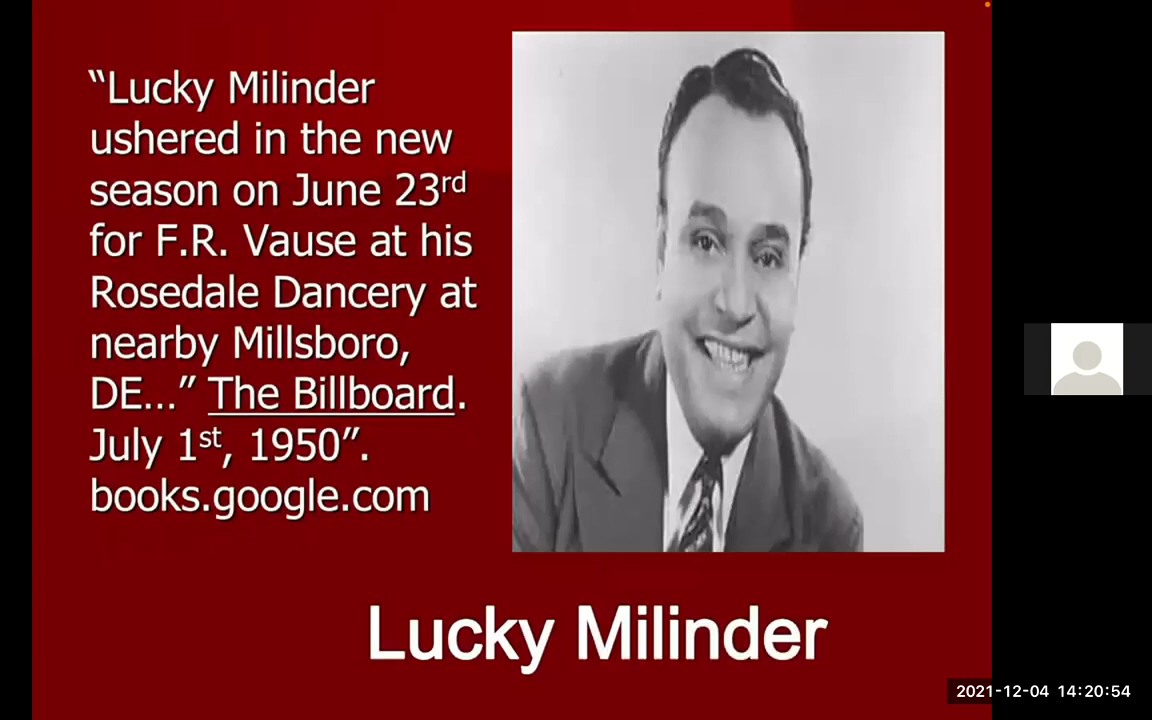 “Lucky Milinder
ushered in the new
season on June 23rd
for F.R. Vause at his
Rosedale Dancery at
nearby Millsboro,
DE…” The Billboard.
July 1st, 1950”.
books.google.com
Lucky Milinder
2021-12-04 14:20:54